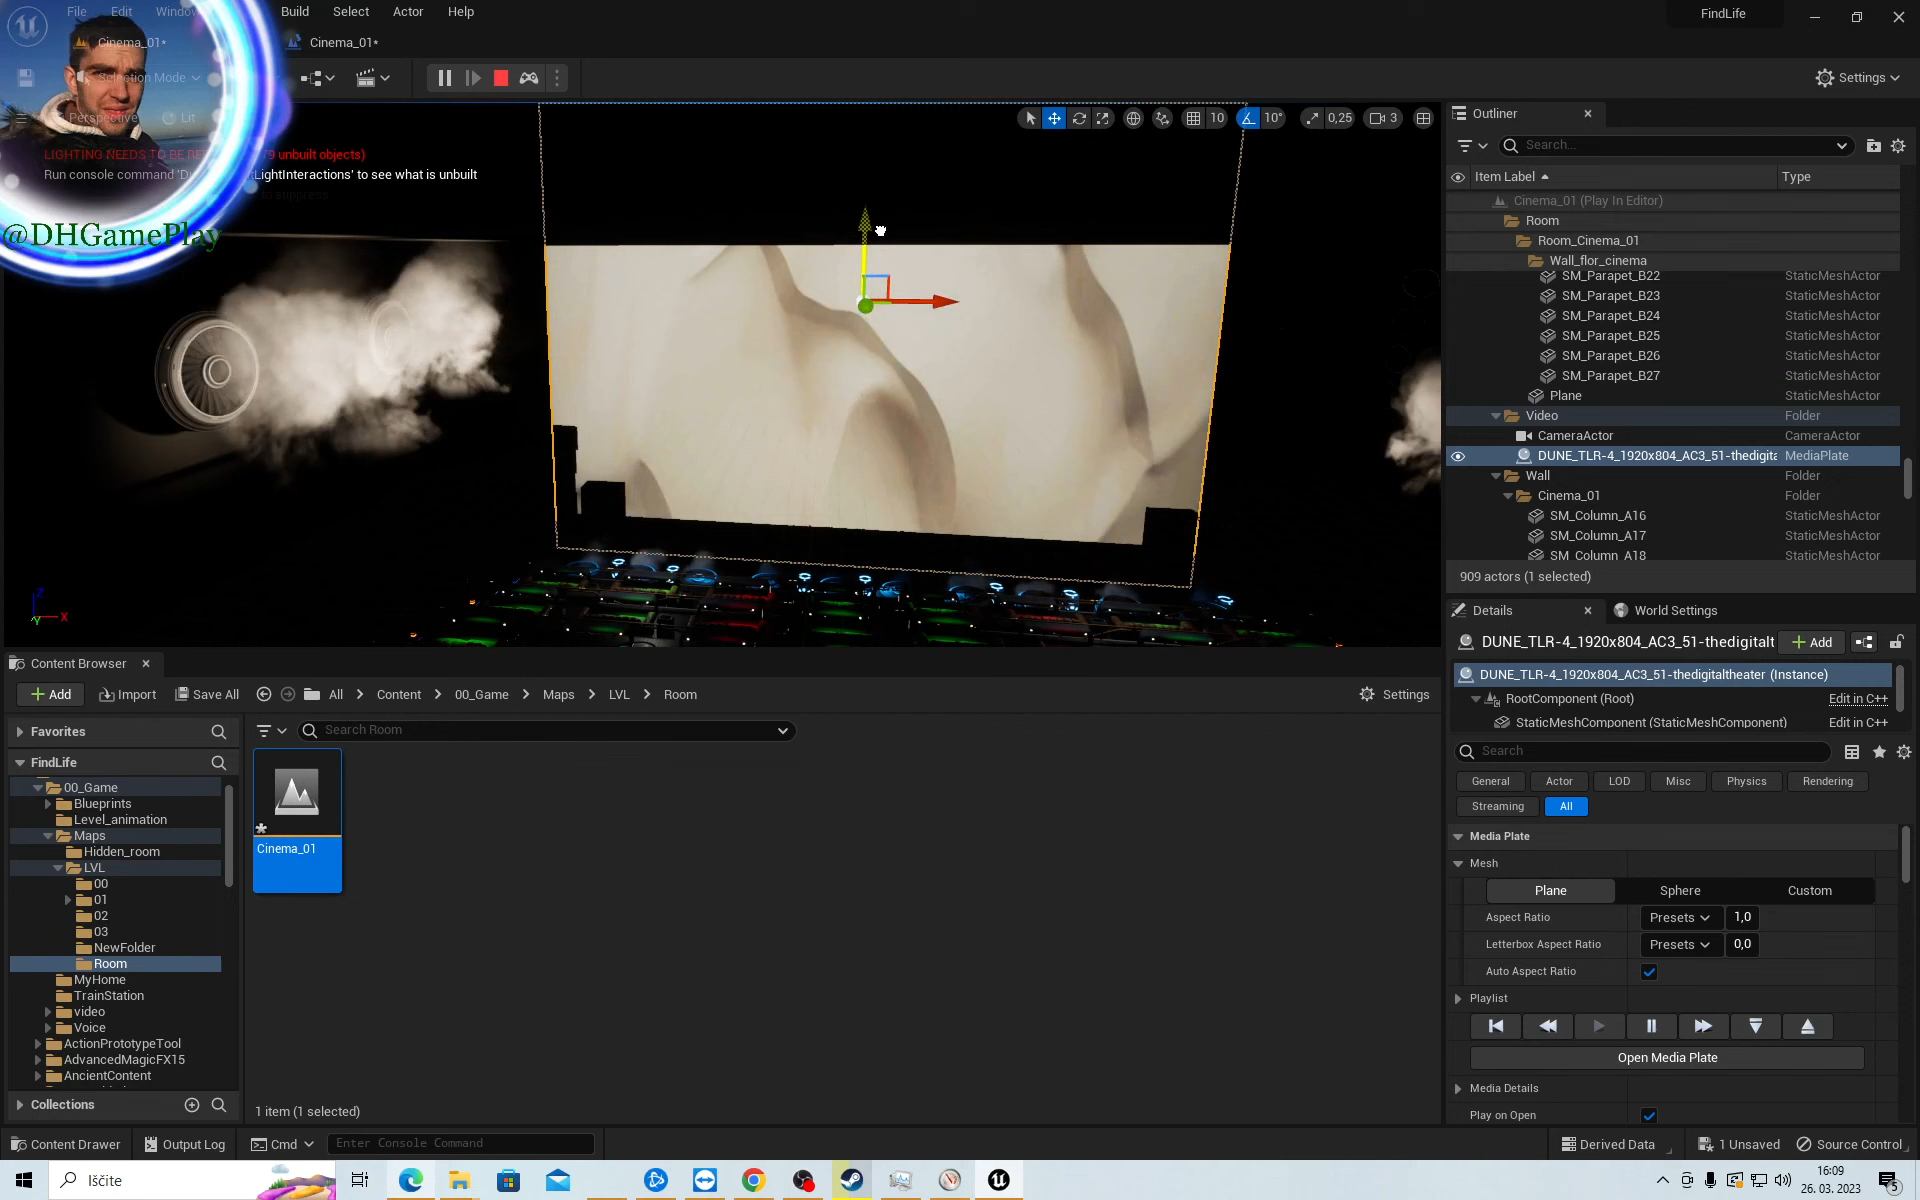 File Edit Window Build Select Actor Help
FindLife
Cinema_01*
Cinema_01*
Selection Mode
Settings
Perspective Lit
10 10° 0,25 3
LIGHTING NEEDS TO BE unbuilt objects)
Run console command LightInteractions' to see what is unbuilt
to suppress
@DHGamePlay
Outliner
Search...
Item Label Type
Cinema_01 (Play In Editor)
Room
Room_Cinema_01
Wall_flor_cinema
SM_Parapet_B22 StaticMeshActor
SM_Parapet_B23 StaticMeshActor
SM_Parapet_B24 StaticMeshActor
SM_Parapet_B25 StaticMeshActor
SM_Parapet_B26 StaticMeshActor
SM_Parapet_B27 StaticMeshActor
Plane StaticMeshActor
Video Folder
CameraActor CameraActor
DUNE_TLR-4_1920x804_AC3_51-thedigita MediaPlate
Wall Folder
Cinema_01 Folder
SM_Column_A16 StaticMeshActor
SM_Column_A17 StaticMeshActor
SM_Column_A18 StaticMeshActor
909 actors (1 selected)
Details World Settings
DUNE_TLR-4_1920x804_AC3_51-thedigitalt Add
DUNE_TLR-4_1920x804_AC3_51-thedigitaltheater (Instance)
RootComponent (Root) Edit in C++
StaticMeshComponent (StaticMeshComponent) Edit in C++
Search
General Actor LOD Misc Physics Rendering
Streaming All
Media Plate
Mesh
Plane Sphere Custom
Aspect Ratio Presets 1,0
Letterbox Aspect Ratio Presets 0,0
Auto Aspect Ratio
Playlist
Open Media Plate
Media Details
Play on Open
Content Browser
Add Import Save All All Content 00_Game Maps LVL Room Settings
Favorites
Search Room
FindLife
00_Game
Blueprints
Level_animation
Maps
Hidden_room
LVL
00
01
02
03
NewFolder
Room
MyHome
TrainStation
video
Voice
ActionPrototypeTool
AdvancedMagicFX15
AncientContent
Collections
Cinema_01
1 item (1 selected)
Content Drawer Output Log Cmd Enter Console Command Derived Data 1 Unsaved Source Control
Iščite
16:09
26. 03. 2023
5
X
Z
Y